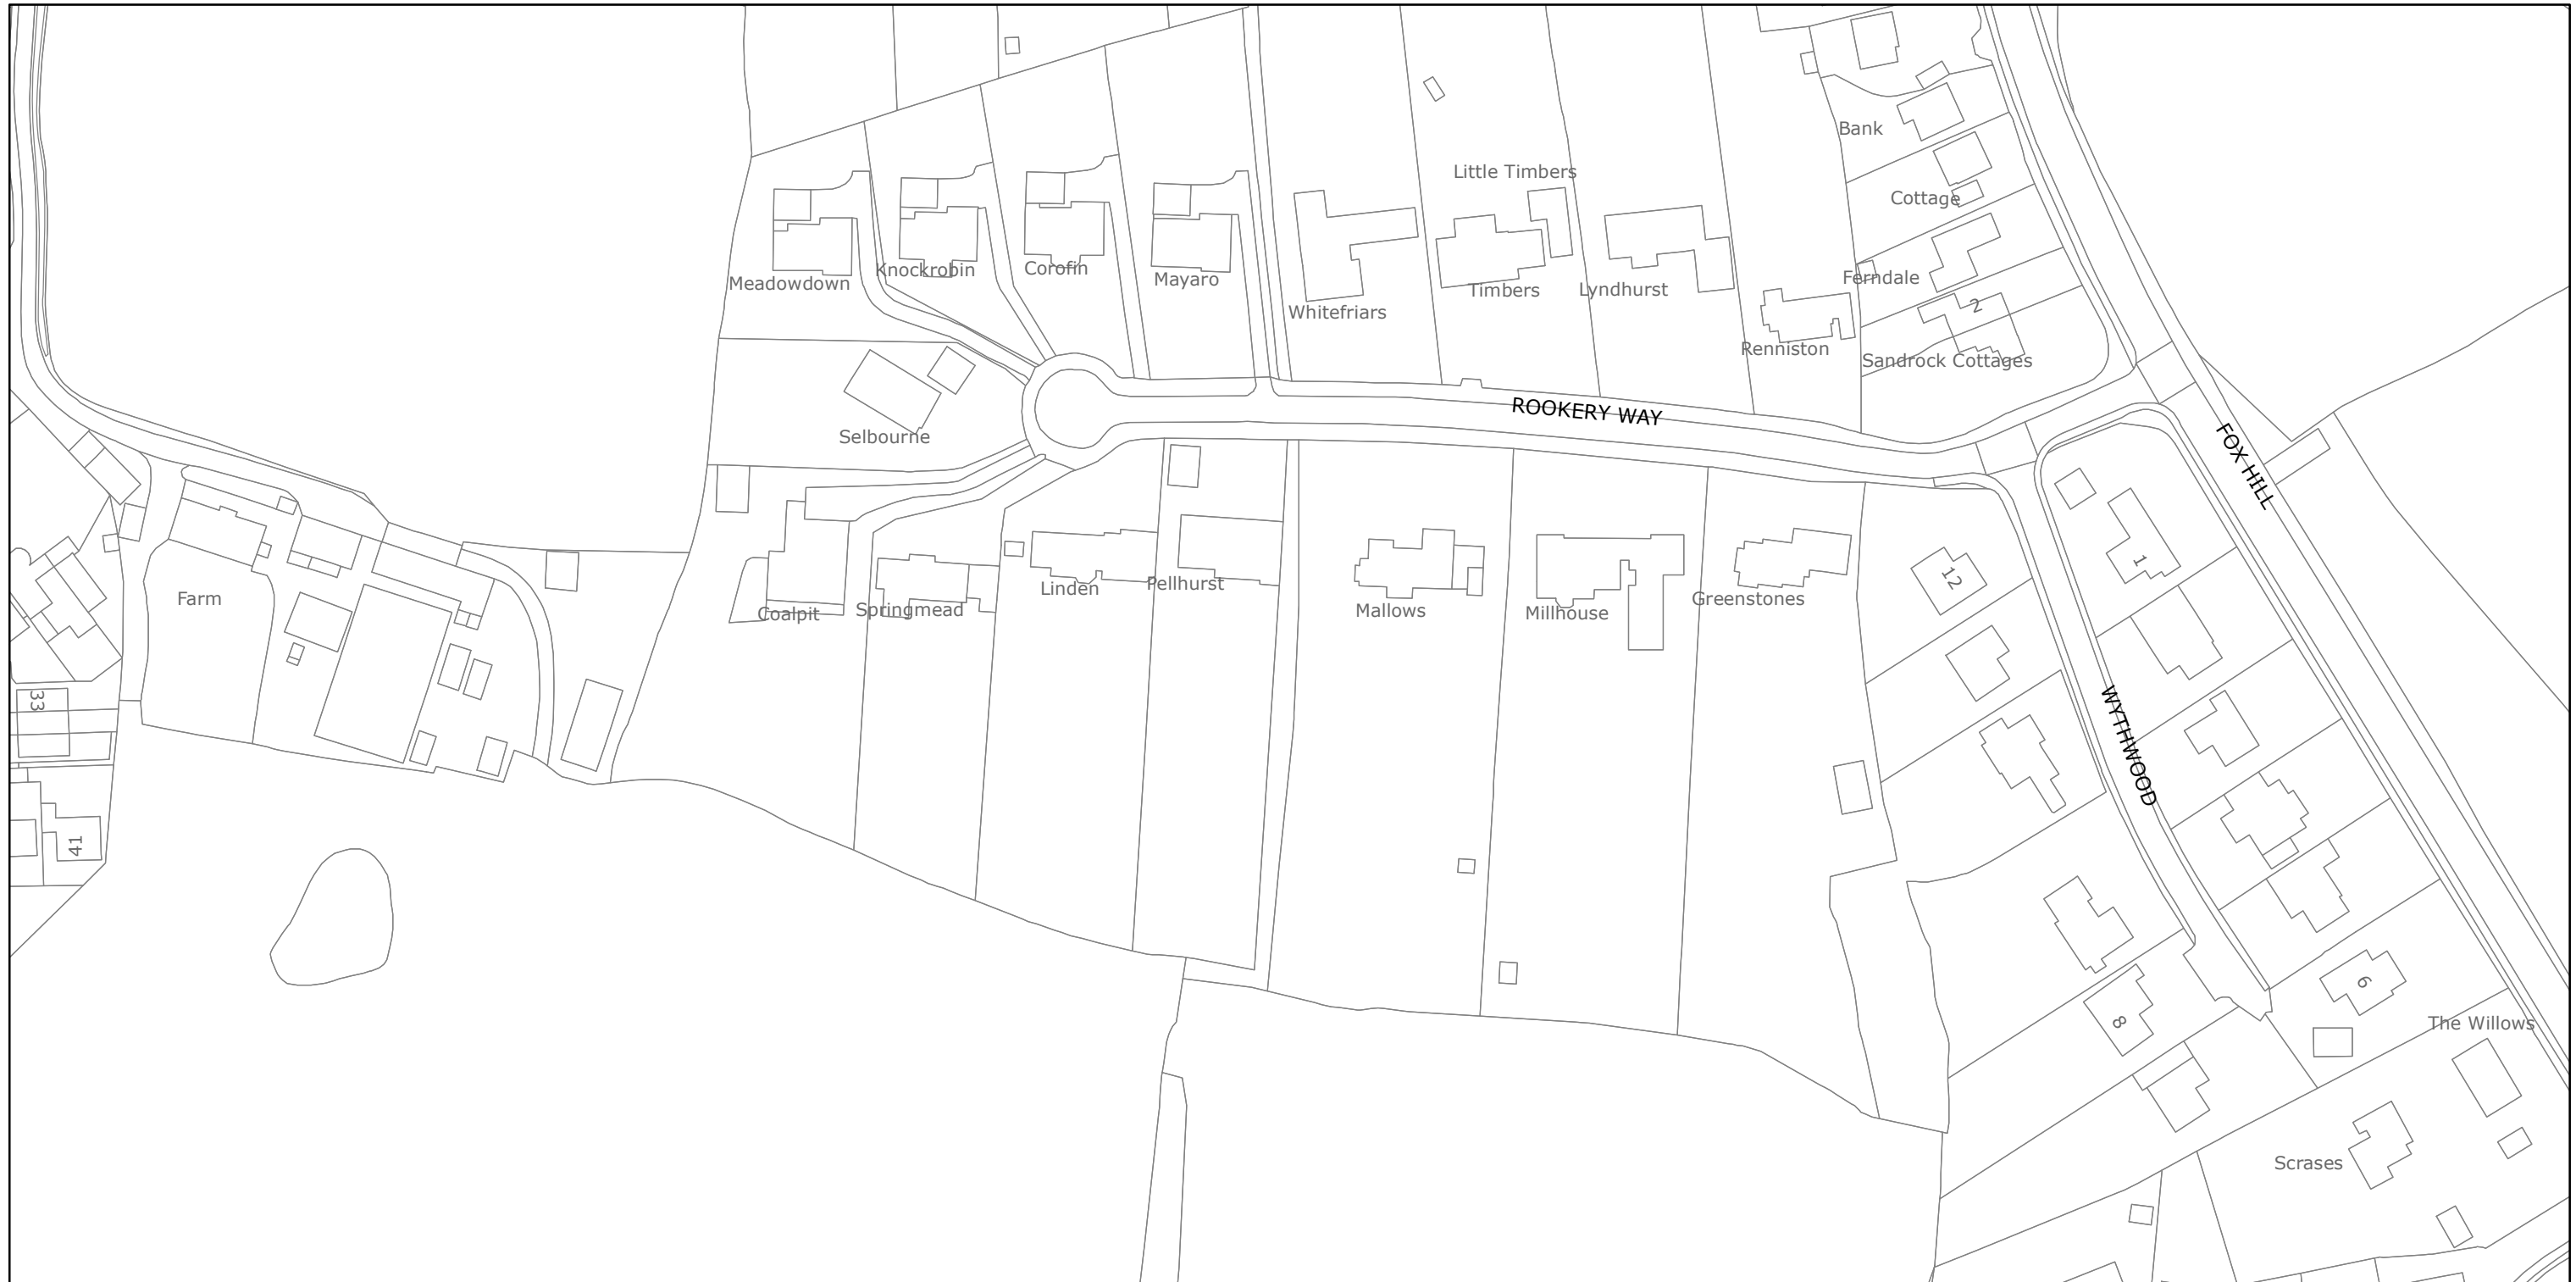 Bank
Little Timbers
Cottage
Knockrobin
Corofin
Mayaro
Meadowdown
Ferndale
Timbers
Lyndhurst
2
Whitefriars
Renniston
Sandrock Cottages
ROOKERY WAY
Selbourne
FOX HILL
1
12
Pellhurst
Linden
Farm
Greenstones
Springmead
Mallows
Millhouse
Coalpit
33
WYTHWOOD
41
6
8
The Willows
Scrases